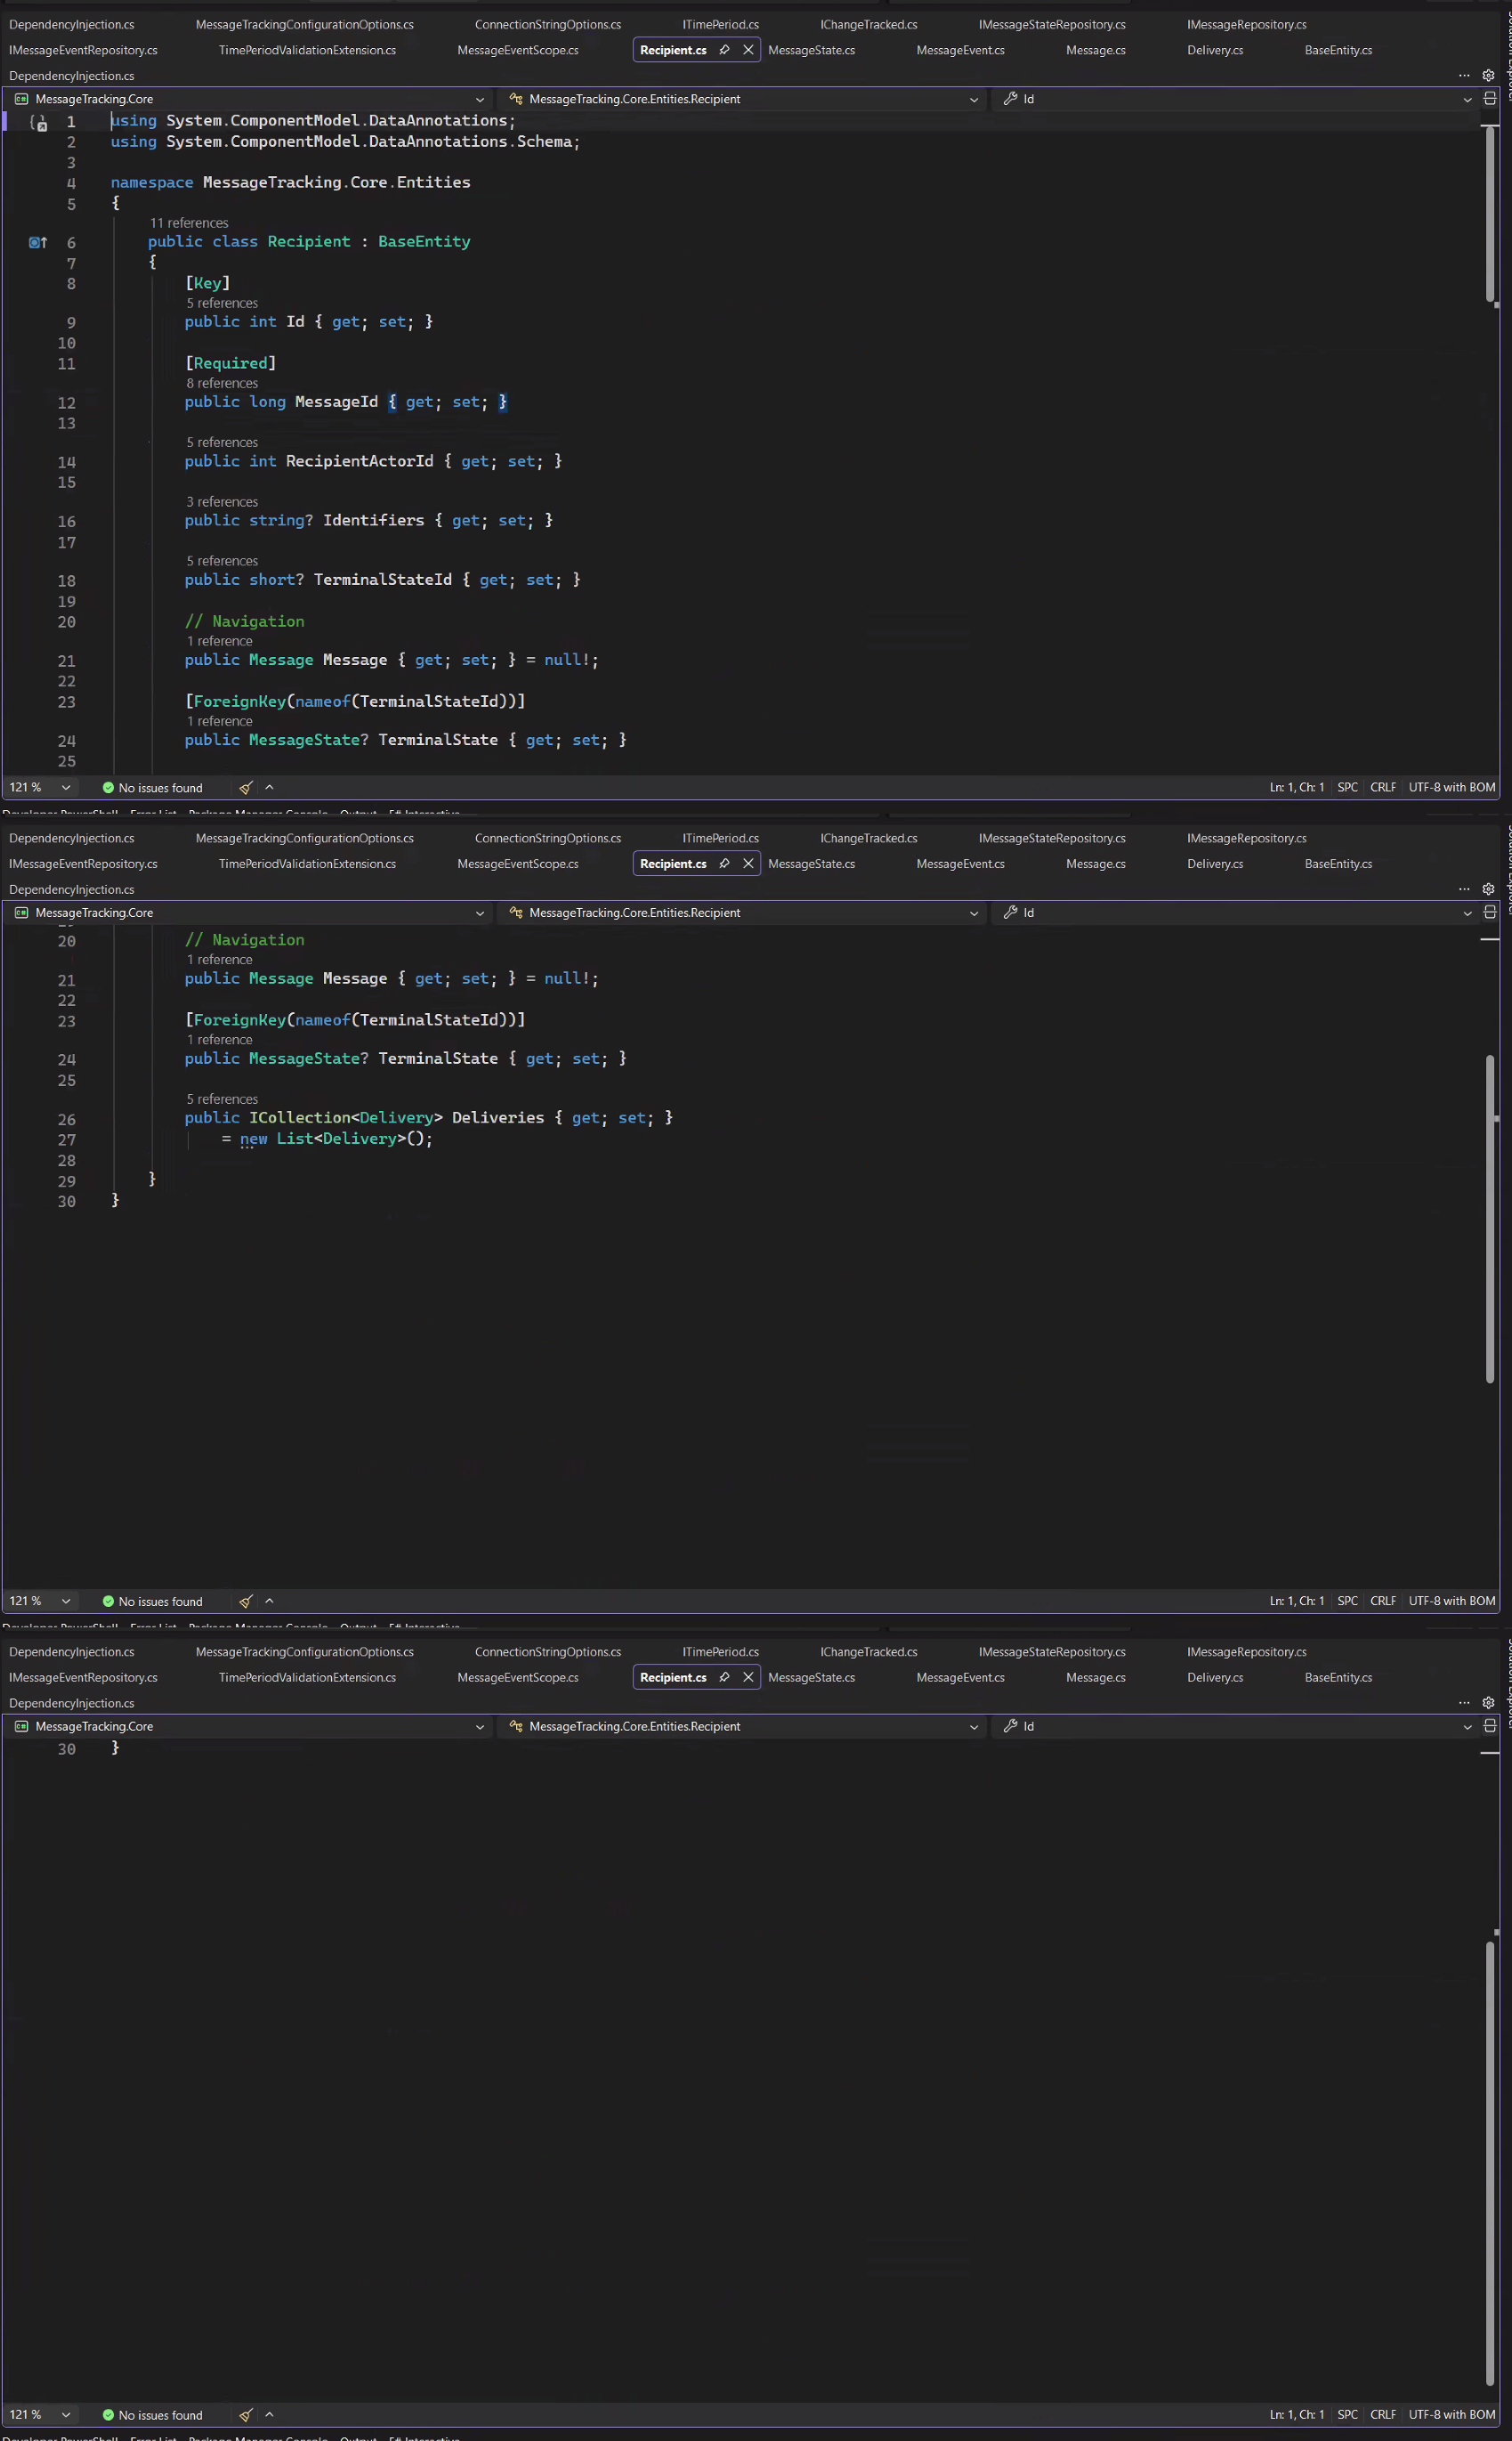 DependencyInjection.cs MessageTrackingConfigurationOptions.cs ConnectionStringOptions.cs ITimePeriod.cs IChangeTracked.cs IMessageStateRepository.cs IMessageRepository.cs
IMessageEventRepository.cs TimePeriodValidationExtension.cs MessageEventScope.cs Recipient.cs MessageState.cs MessageEvent.cs Message.cs Delivery.cs BaseEntity.cs
DependencyInjection.cs
MessageTracking.Core MessageTracking.Core.Entities.Recipient Id
1 using System.ComponentModel.DataAnnotations;
2 using System.ComponentModel.DataAnnotations.Schema;
3
4 namespace MessageTracking.Core.Entities
5 {
11 references
6 public class Recipient : BaseEntity
7 {
8 [Key]
5 references
9 public int Id { get; set; }
10
11 [Required]
8 references
12 public long MessageId { get; set; }
13
5 references
14 public int RecipientActorId { get; set; }
15
3 references
16 public string? Identifiers { get; set; }
17
5 references
18 public short? TerminalStateId { get; set; }
19
20 // Navigation
1 reference
21 public Message Message { get; set; } = null!;
22
23 [ForeignKey(nameof(TerminalStateId))]
1 reference
24 public MessageState? TerminalState { get; set; }
25
121 % No issues found Ln: 1, Ch: 1 SPC CRLF UTF-8 with BOM
DependencyInjection.cs MessageTrackingConfigurationOptions.cs ConnectionStringOptions.cs ITimePeriod.cs IChangeTracked.cs IMessageStateRepository.cs IMessageRepository.cs
IMessageEventRepository.cs TimePeriodValidationExtension.cs MessageEventScope.cs Recipient.cs MessageState.cs MessageEvent.cs Message.cs Delivery.cs BaseEntity.cs
DependencyInjection.cs
MessageTracking.Core MessageTracking.Core.Entities.Recipient Id
20 // Navigation
1 reference
21 public Message Message { get; set; } = null!;
22
23 [ForeignKey(nameof(TerminalStateId))]
1 reference
24 public MessageState? TerminalState { get; set; }
25
5 references
26 public ICollection<Delivery> Deliveries { get; set; }
27 = new List<Delivery>();
28
29 }
30 }
121 % No issues found Ln: 1, Ch: 1 SPC CRLF UTF-8 with BOM
DependencyInjection.cs MessageTrackingConfigurationOptions.cs ConnectionStringOptions.cs ITimePeriod.cs IChangeTracked.cs IMessageStateRepository.cs IMessageRepository.cs
IMessageEventRepository.cs TimePeriodValidationExtension.cs MessageEventScope.cs Recipient.cs MessageState.cs MessageEvent.cs Message.cs Delivery.cs BaseEntity.cs
DependencyInjection.cs
MessageTracking.Core MessageTracking.Core.Entities.Recipient Id
30 }
121 % No issues found Ln: 1, Ch: 1 SPC CRLF UTF-8 with BOM